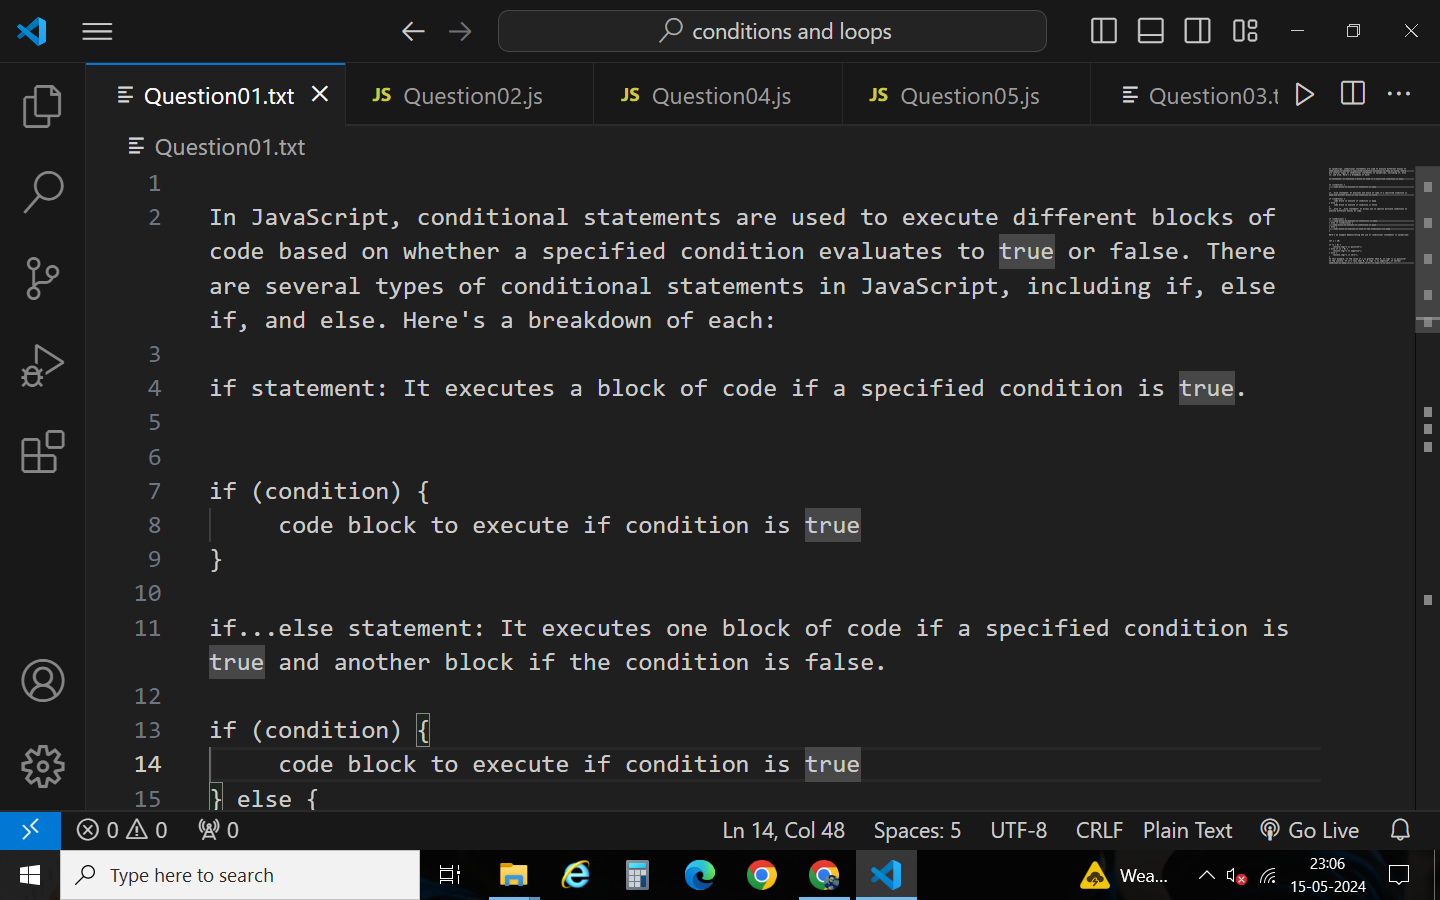 conditions and loops
Question01.txt
JS Question02.js
JS Question04.js
JS Question05.js
Question03.t
Question01.txt
1
2 In JavaScript, conditional statements are used to execute different blocks of
code based on whether a specified condition evaluates to true or false. There
are several types of conditional statements in JavaScript, including if, else
if, and else. Here's a breakdown of each:
3
4 if statement: It executes a block of code if a specified condition is true.
5
6
7 if (condition) {
8 code block to execute if condition is true
9 }
10
11 if...else statement: It executes one block of code if a specified condition is
true and another block if the condition is false.
12
13 if (condition) {
14 code block to execute if condition is true
15 } else {
0 0 0 Ln 14, Col 48 Spaces: 5 UTF-8 CRLF Plain Text Go Live
Type here to search
Wea...
23:06
15-05-2024